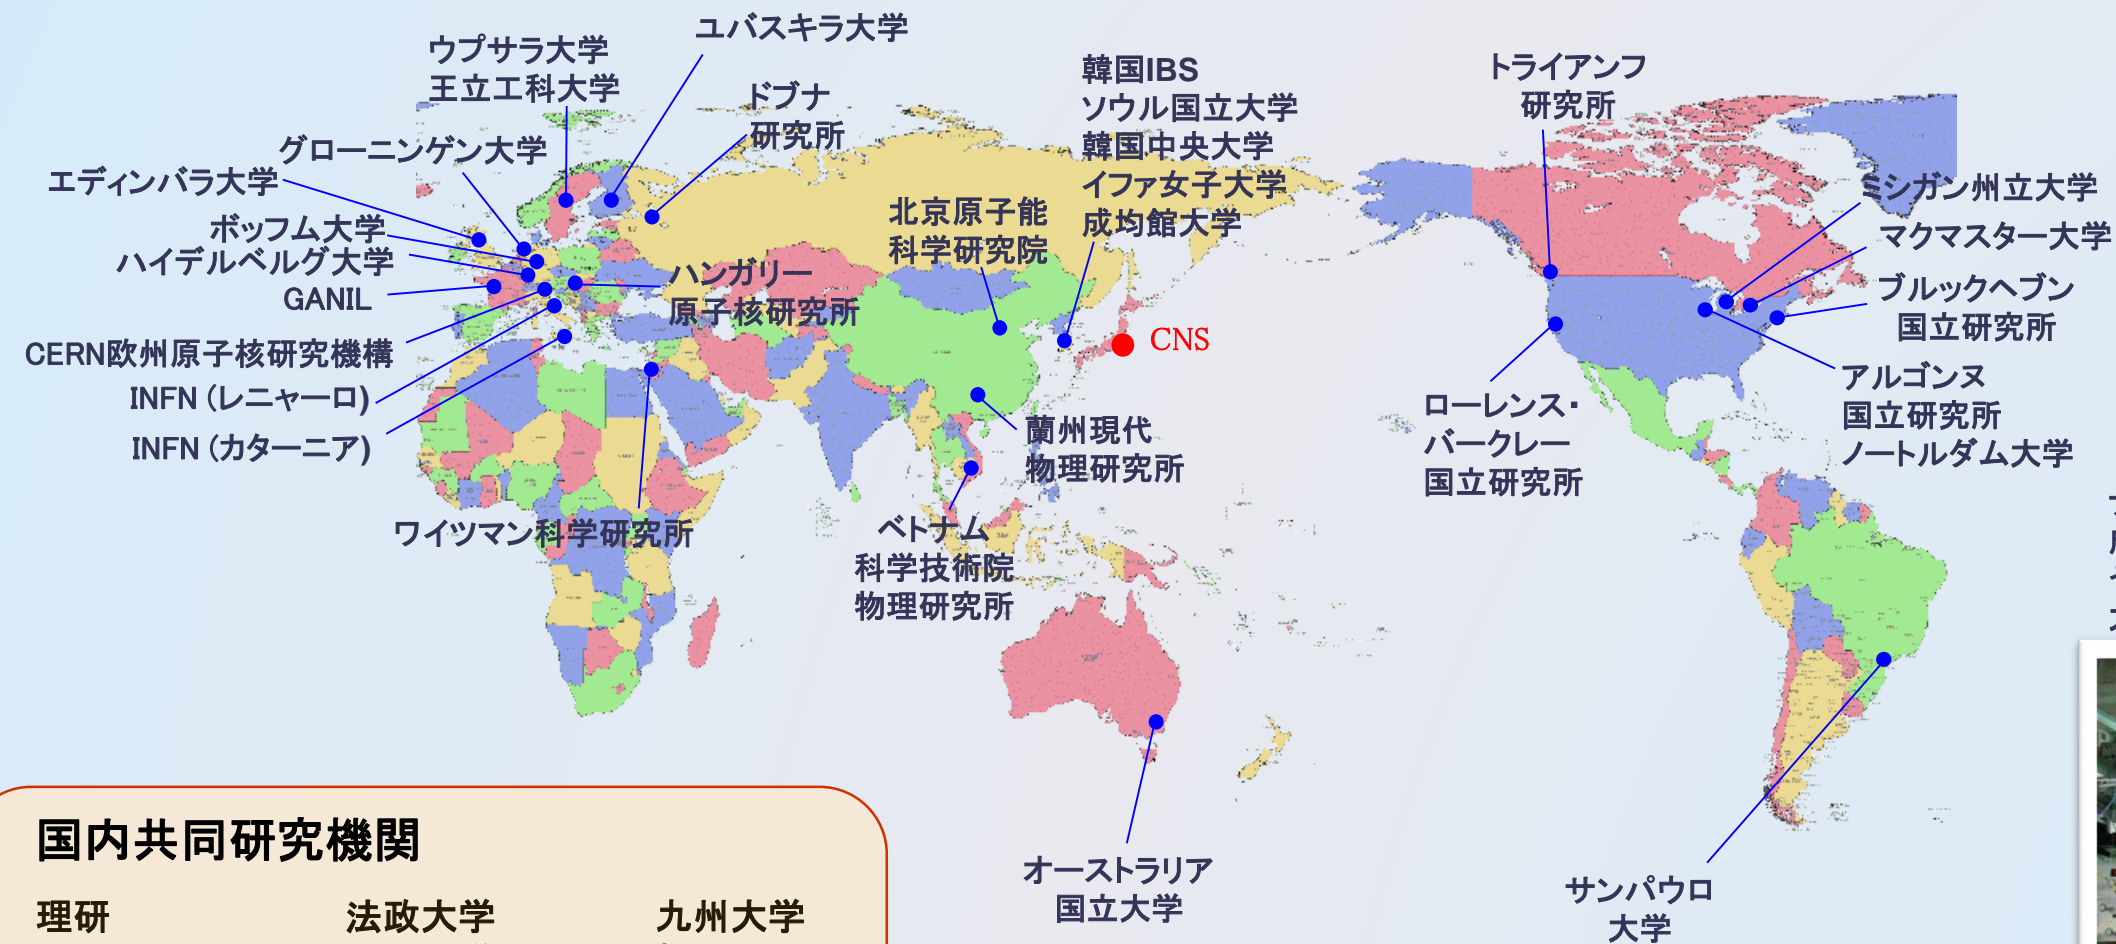 ユバスキラ大学
ウプサラ大学
王立工科大学
ドブナ
研究所
グローニンゲン大学
エディンバラ大学
ボッフム大学
ハイデルベルグ大学
GANIL
CERN欧州原子核研究機構
INFN (レニャーロ)
INFN (カターニア)
ハンガリー
原子核研究所
ワイツマン科学研究所
北京原子能
科学研究院
韓国IBS
ソウル国立大学
韓国中央大学
イファ女子大学
成均館大学
CNS
蘭州現代
物理研究所
ベトナム
科学技術院
物理研究所
オーストラリア
国立大学
トライアンフ
研究所
ミシガン州立大学
マクマスター大学
ブルックヘブン
国立研究所
アルゴンヌ
国立研究所
ノートルダム大学
ローレンス・
バークレー
国立研究所
サンパウロ
大学
国内共同研究機関
理研 法政大学 九州大学